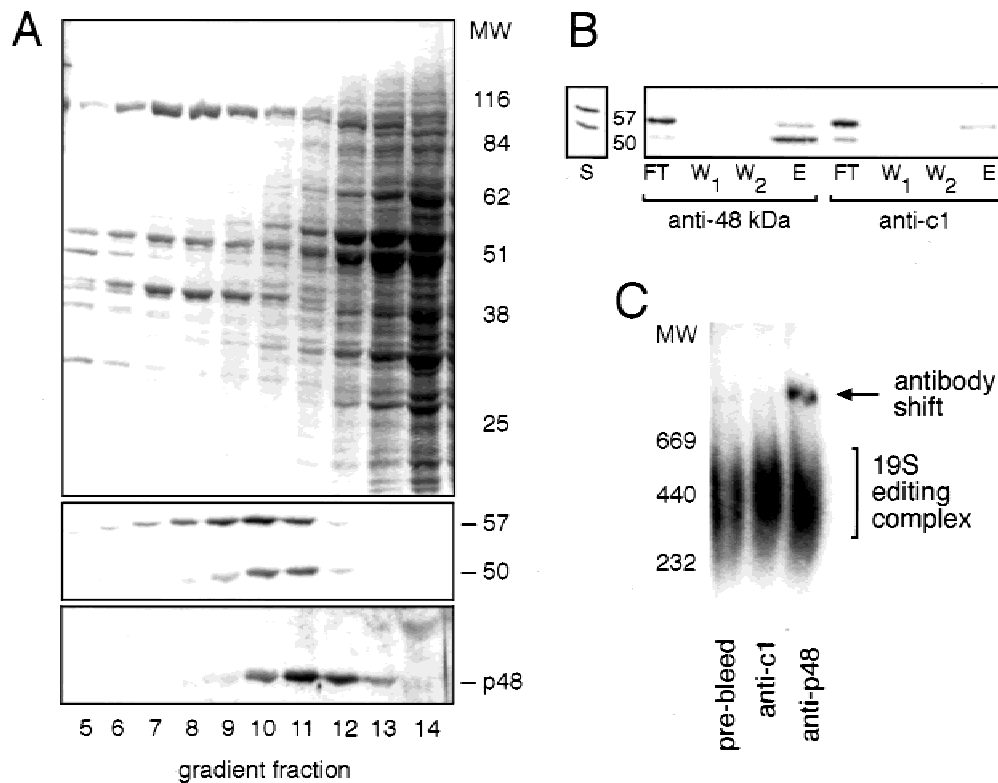 A
MW
116
84
62
51
38
25
– 57
– 50
– p48
5 6 7 8 9 10 11 12 13 14
gradient fraction
B
57
50
S FT W1 W2 E FT W1 W2 E
anti-48 kDa anti-c1
C
MW
669
440
232
antibody
shift
19S
editing
complex
pre-bleed
anti-c1
anti-p48